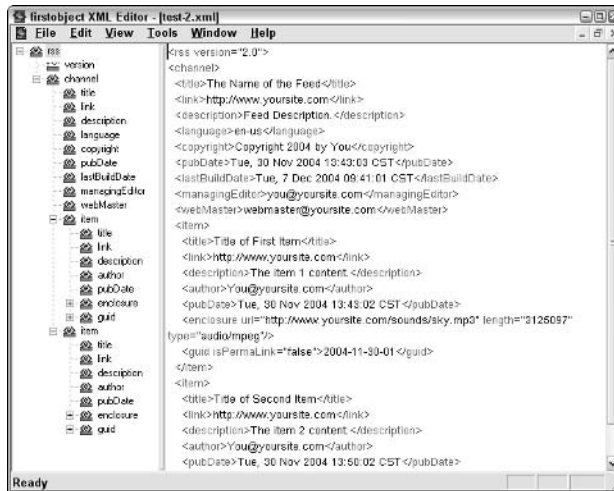 firstobject XML Editor - [test-2.xml]
File Edit View Tools Window Help
rss
version
channel
title
link
description
language
copyright
pubDate
lastBuildDate
managingEditor
webMaster
item
title
link
description
author
pubDate
enclosure
guid
item
title
link
description
author
pubDate
enclosure
guid
<rss version="2.0">
<channel>
<title>The Name of the Feed</title>
<link>http://www.yoursite.com</link>
<description>Feed Description.</description>
<language>en-us</language>
<copyright>Copyright 2004 by You</copyright>
<pubDate>Tue, 30 Nov 2004 13:43:03 CST</pubDate>
<lastBuildDate>Tue, 7 Dec 2004 09:41:01 CST</lastBuildDate>
<managingEditor>you@yoursite.com</managingEditor>
<webMaster>webmaster@yoursite.com</webMaster>
<item>
<title>Title of First Item</title>
<link>http://www.yoursite.com</link>
<description>The item 1 content.</description>
<author>You@yoursite.com</author>
<pubDate>Tue, 30 Nov 2004 13:43:02 CST</pubDate>
<enclosure url="http://www.yoursite.com/sounds/sky.mp3" length="3125097"
type="audio/mpeg"/>
<guid isPermaLink="false">2004-11-30-01</guid>
</item>
<item>
<title>Title of Second Item</title>
<link>http://www.yoursite.com</link>
<description>The item 2 content.</description>
<author>You@yoursite.com</author>
<pubDate>Tue, 30 Nov 2004 13:50:02 CST</pubDate>
Ready